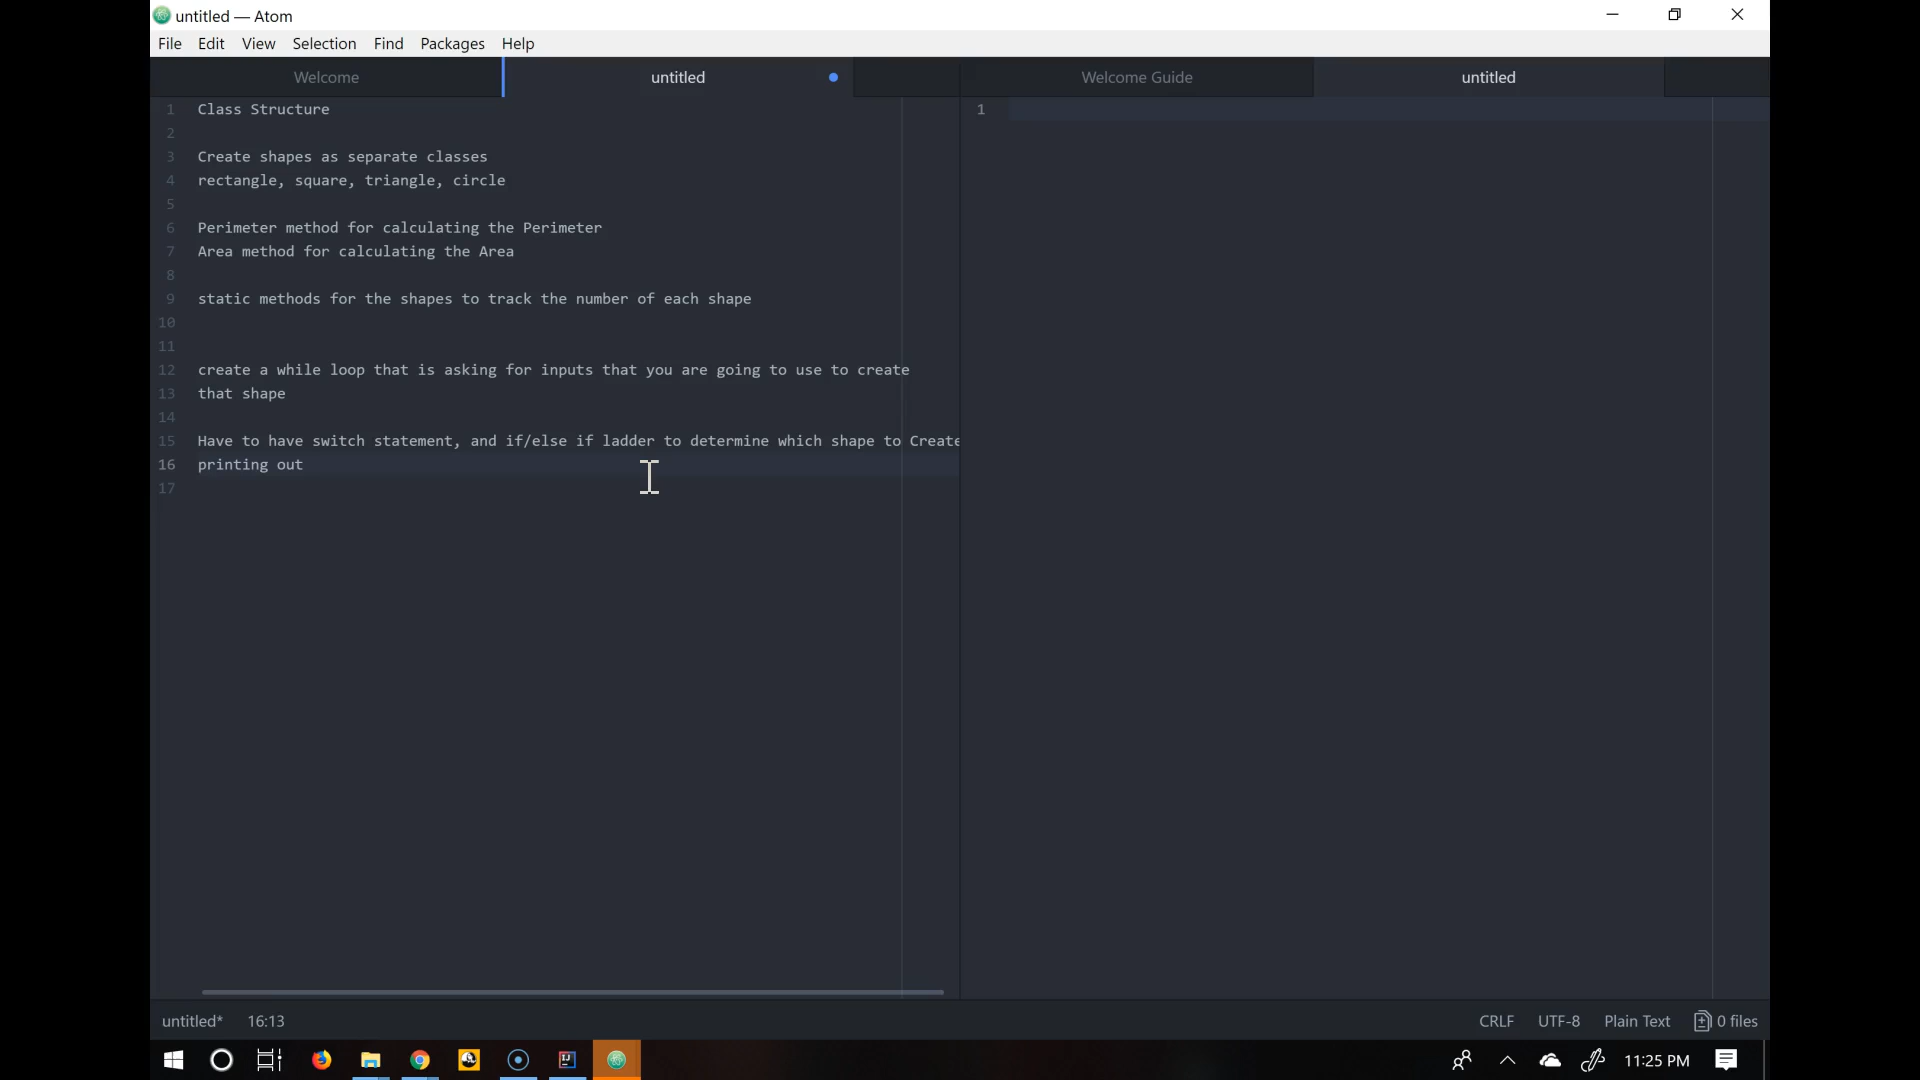 untitled — Atom
File Edit View Selection Find Packages Help
Welcome untitled Welcome Guide untitled
1 Class Structure
2
3 Create shapes as separate classes
4 rectangle, square, triangle, circle
5
6 Perimeter method for calculating the Perimeter
7 Area method for calculating the Area
8
9 static methods for the shapes to track the number of each shape
10
11
12 create a while loop that is asking for inputs that you are going to use to create
13 that shape
14
15 Have to have switch statement, and if/else if ladder to determine which shape to Create
16 printing out
17
1
untitled* 16:13 CRLF UTF-8 Plain Text 0 files
IJ 11:25 PM